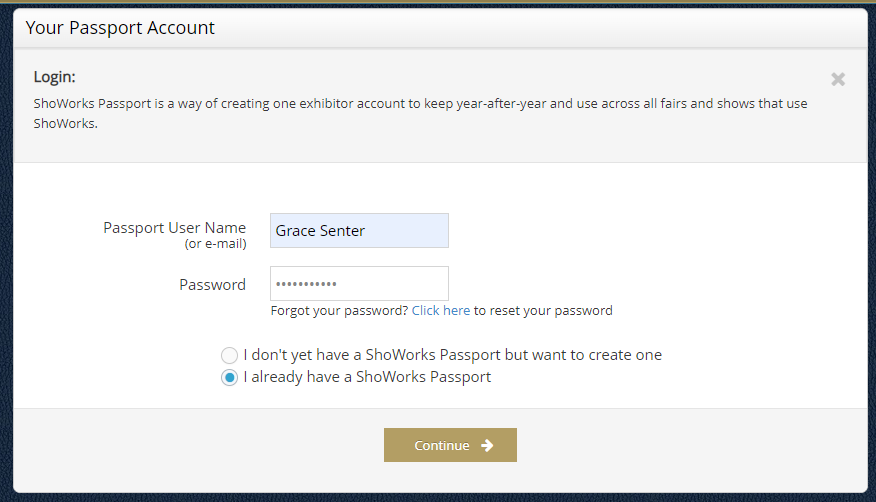 Your Passport Account
Login:
ShoWorks Passport is a way of creating one exhibitor account to keep year-after-year and use across all fairs and shows that use
ShoWorks.
Passport User Name
(or e-mail)
Grace Senter
Password
•••••••••••
Forgot your password? Click here to reset your password
I don't yet have a ShoWorks Passport but want to create one
I already have a ShoWorks Passport
Continue